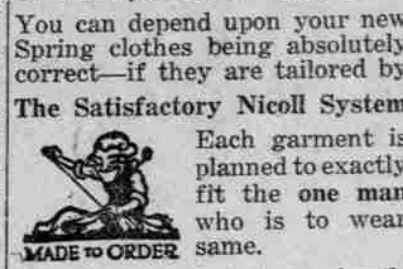 You can depend upon your new
Spring clothes being absolutely
correct—if they are tailored by
The Satisfactory Nicoll System
Each garment is
planned to exactly
fit the one man
who is to wear
same.
MADE TO ORDER